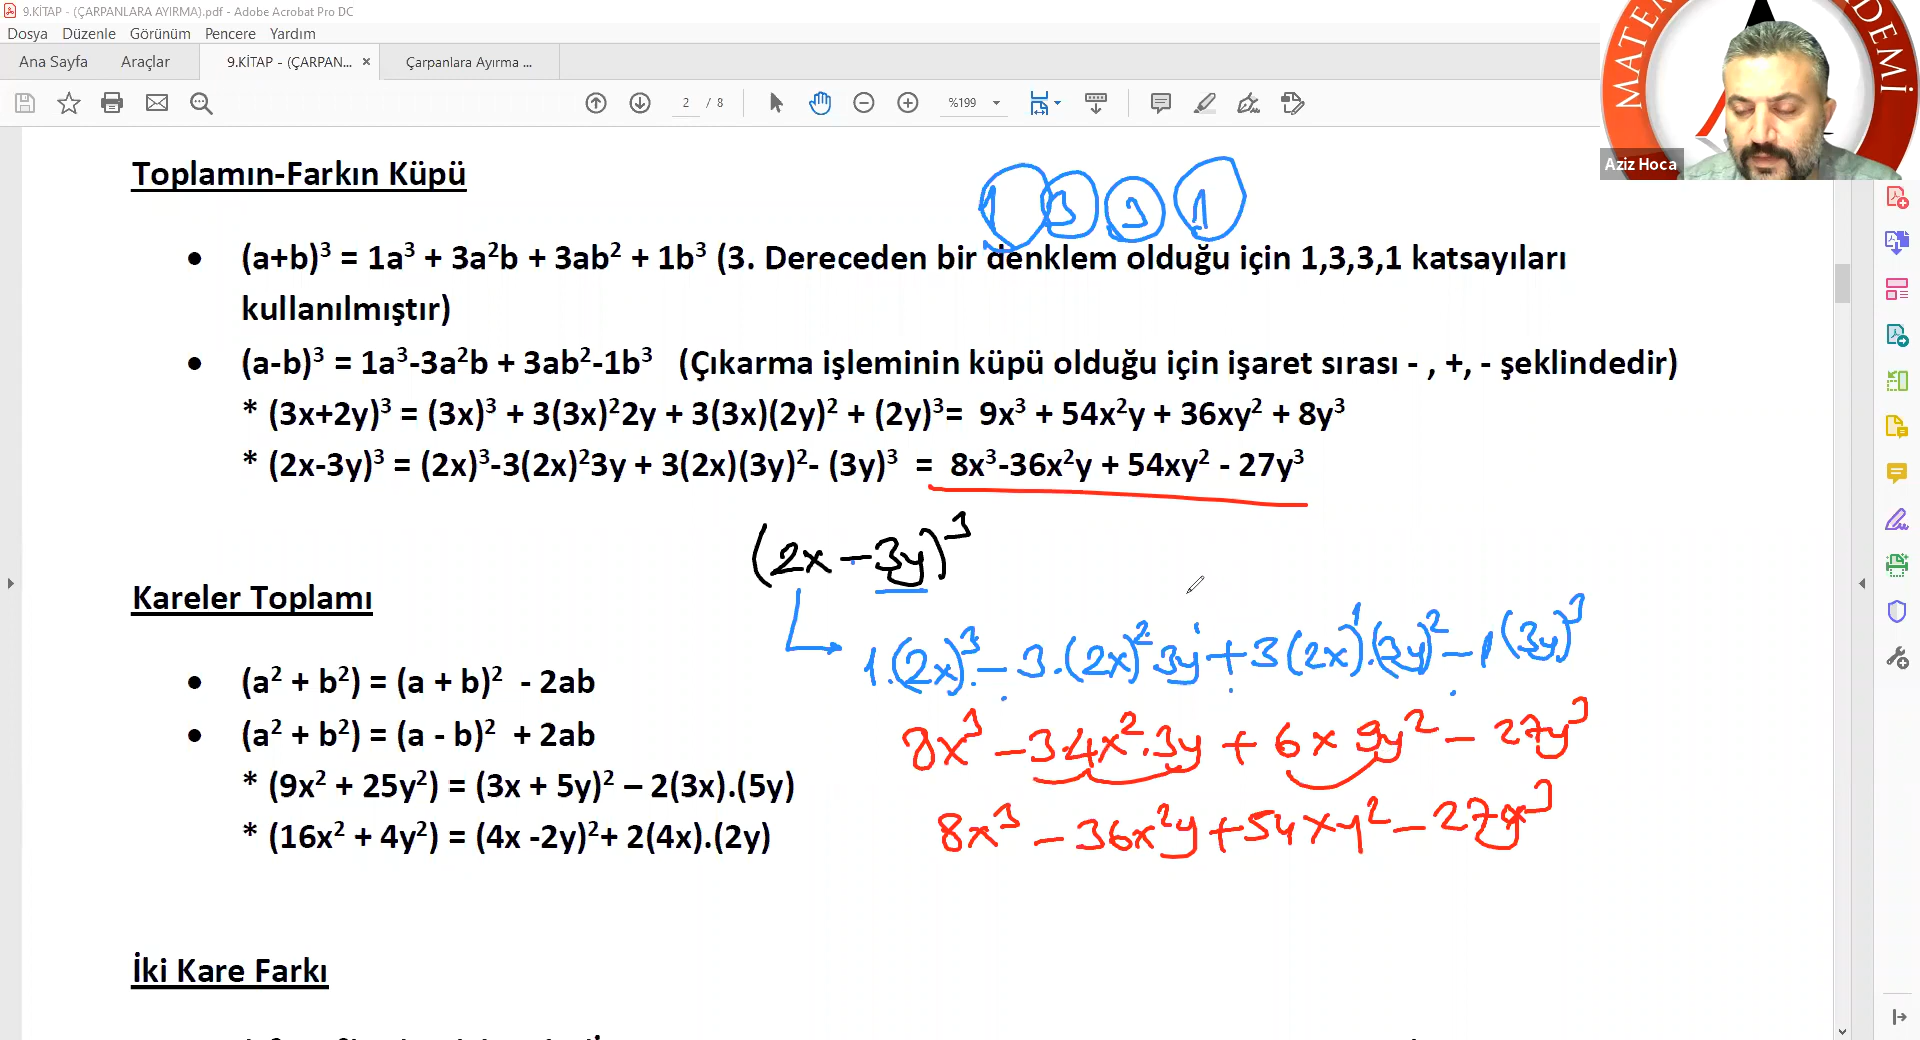 9.KİTAP - (ÇARPANLARA AYIRMA).pdf - Adobe Acrobat Pro DC
Dosya Düzenle Görünüm Pencere Yardım
Ana Sayfa Araçlar 9.KİTAP - (ÇARPAN... × Çarpanlara Ayırma ...
2 / 8 %199
MATEM
DEMİ
Aziz Hoca
Toplamın-Farkın Küpü
1 3 3 1
• (a+b)³ = 1a³ + 3a²b + 3ab² + 1b³ (3. Dereceden bir denklem olduğu için 1,3,3,1 katsayıları
kullanılmıştır)
• (a-b)³ = 1a³-3a²b + 3ab²-1b³ (Çıkarma işleminin küpü olduğu için işaret sırası - , +, - şeklindedir)
* (3x+2y)³ = (3x)³ + 3(3x)²2y + 3(3x)(2y)² + (2y)³= 9x³ + 54x²y + 36xy² + 8y³
* (2x-3y)³ = (2x)³-3(2x)²3y + 3(2x)(3y)²- (3y)³ = 8x³-36x²y + 54xy² - 27y³
(2x - 3y)³
1.(2x)³ - 3.(2x)² 3y¹ + 3(2x)¹.(3y)² - 1(3y)³
8x³ - 3.4x².3y + 6x 9y² - 27y³
8x³ - 36x²y + 54xy² - 27y³
Kareler Toplamı
• (a² + b²) = (a + b)² - 2ab
• (a² + b²) = (a - b)² + 2ab
* (9x² + 25y²) = (3x + 5y)² – 2(3x).(5y)
* (16x² + 4y²) = (4x -2y)²+ 2(4x).(2y)
İki Kare Farkı